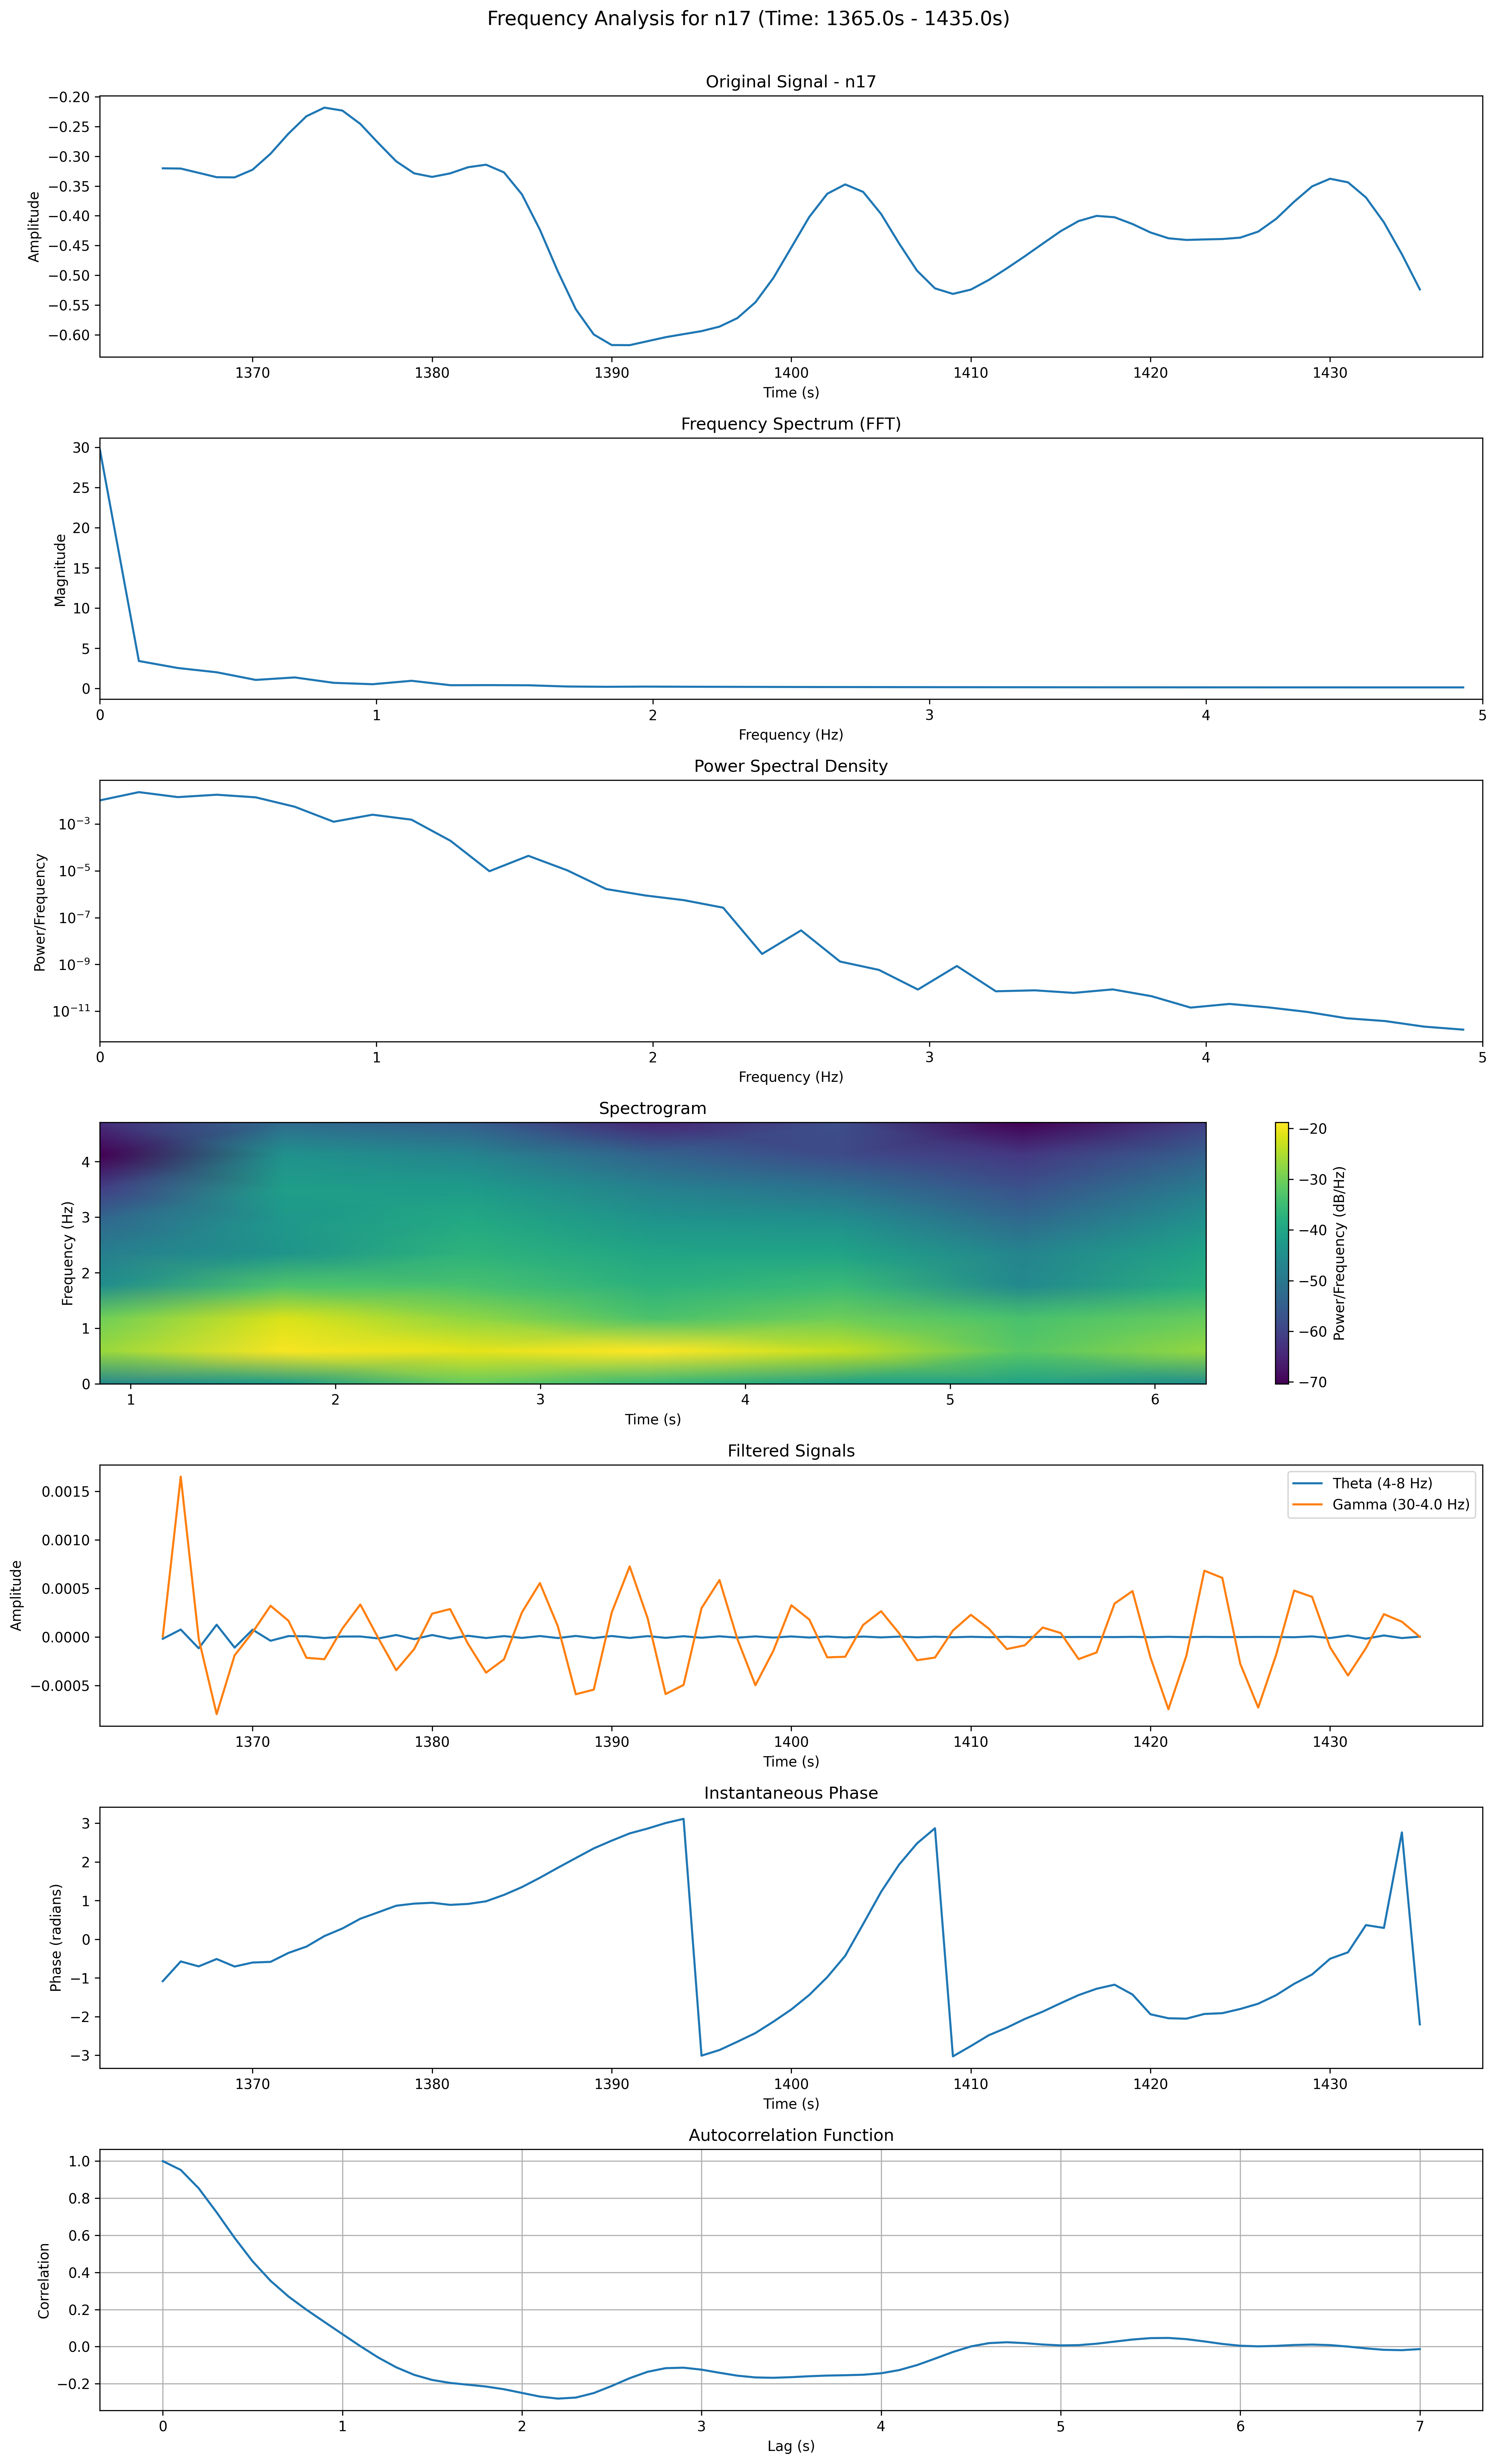 Frequency Analysis for n17 (Time: 1365.0s - 1435.0s)
Original Signal - n17
Amplitude
−0.20
−0.25
−0.30
−0.35
−0.40
−0.45
−0.50
−0.55
−0.60
1370 1380 1390 1400 1410 1420 1430
Time (s)
Frequency Spectrum (FFT)
Magnitude
30
25
20
15
10
5
0
0 1 2 3 4 5
Frequency (Hz)
Power Spectral Density
Power/Frequency
10⁻³
10⁻⁵
10⁻⁷
10⁻⁹
10⁻¹¹
0 1 2 3 4 5
Frequency (Hz)
Spectrogram
Frequency (Hz)
4
3
2
1
0
1 2 3 4 5 6
Time (s)
−20
−30
−40
−50
−60
−70
Power/Frequency (dB/Hz)
Filtered Signals
Amplitude
0.0015
0.0010
0.0005
0.0000
−0.0005
Theta (4-8 Hz)
Gamma (30-4.0 Hz)
1370 1380 1390 1400 1410 1420 1430
Time (s)
Instantaneous Phase
Phase (radians)
3
2
1
0
−1
−2
−3
1370 1380 1390 1400 1410 1420 1430
Time (s)
Autocorrelation Function
Correlation
1.0
0.8
0.6
0.4
0.2
0.0
−0.2
0 1 2 3 4 5 6 7
Lag (s)